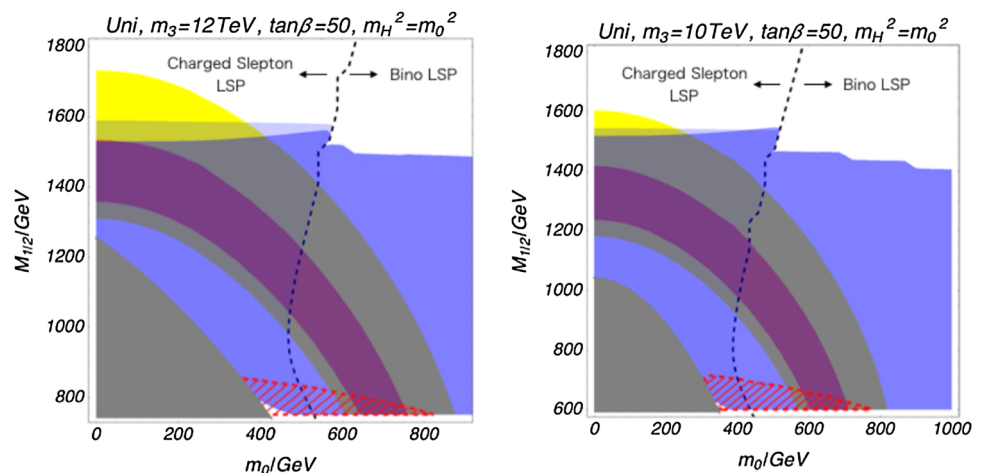 Uni, m₃=12TeV, tanβ=50, m_H²=m₀²
Charged Slepton
LSP
Bino LSP
M₁/₂/GeV
1800
1600
1400
1200
1000
800
0 200 400 600 800
m₀/GeV
Uni, m₃=10TeV, tanβ=50, m_H²=m₀²
Charged Slepton
LSP
Bino LSP
M₁/₂/GeV
1800
1600
1400
1200
1000
800
600
0 200 400 600 800 1000
m₀/GeV